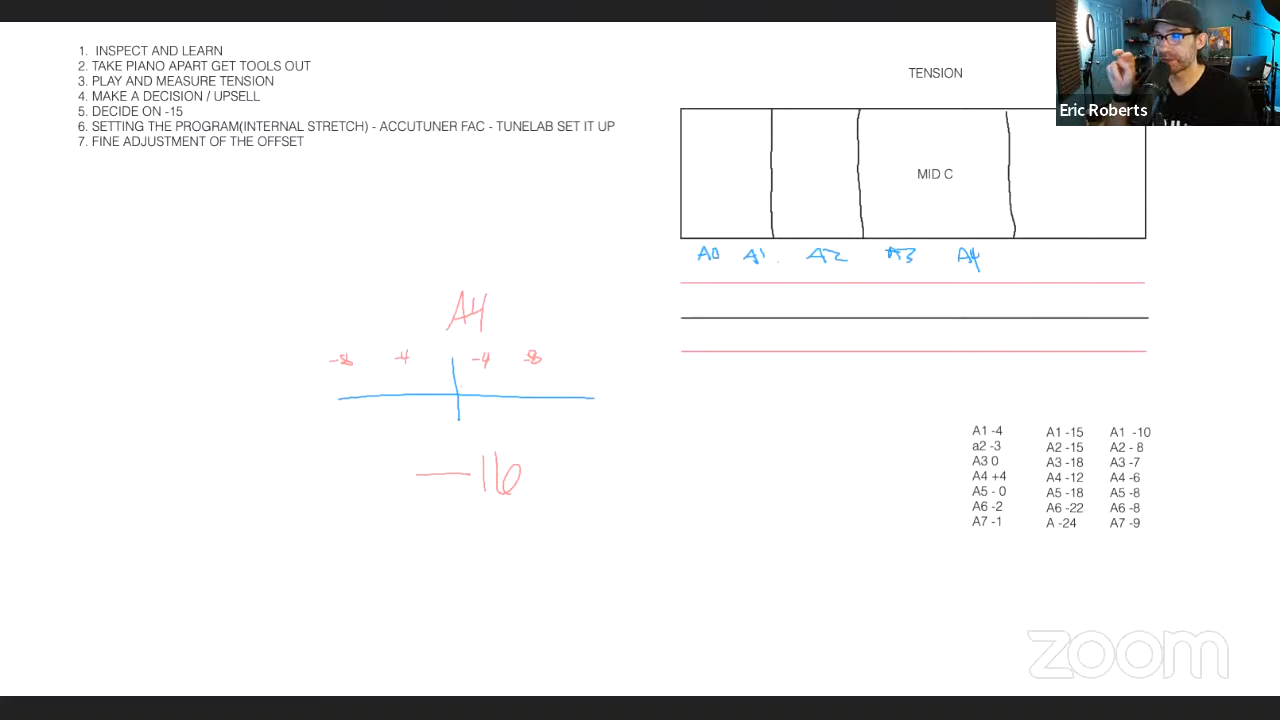 1. INSPECT AND LEARN
2. TAKE PIANO APART GET TOOLS OUT
3. PLAY AND MEASURE TENSION
4. MAKE A DECISION / UPSELL
5. DECIDE ON -15
6. SETTING THE PROGRAM(INTERNAL STRETCH) - ACCUTUNER FAC - TUNELAB SET IT UP
7. FINE ADJUSTMENT OF THE OFFSET
TENSION
Eric Roberts
MID C
A0 A1 A2 A3 A4
A4
-8 -4 -4 -8
-16
A1 -4
a2 -3
A3 0
A4 +4
A5 - 0
A6 -2
A7 -1
A1 -15
A2 -15
A3 -18
A4 -12
A5 -18
A6 -22
A -24
A1 -10
A2 - 8
A3 -7
A4 -6
A5 -8
A6 -8
A7 -9
zoom